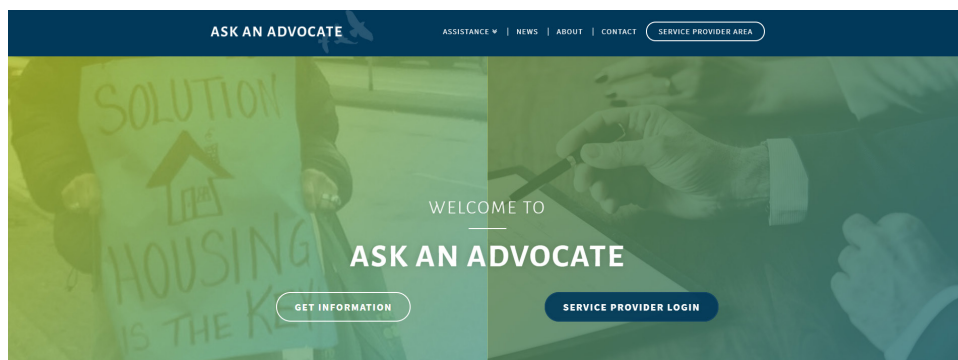 ASK AN ADVOCATE
ASSISTANCE | NEWS | ABOUT | CONTACT SERVICE PROVIDER AREA
SOLUTION
HOUSING
IS THE KEY
WELCOME TO
ASK AN ADVOCATE
GET INFORMATION
SERVICE PROVIDER LOGIN